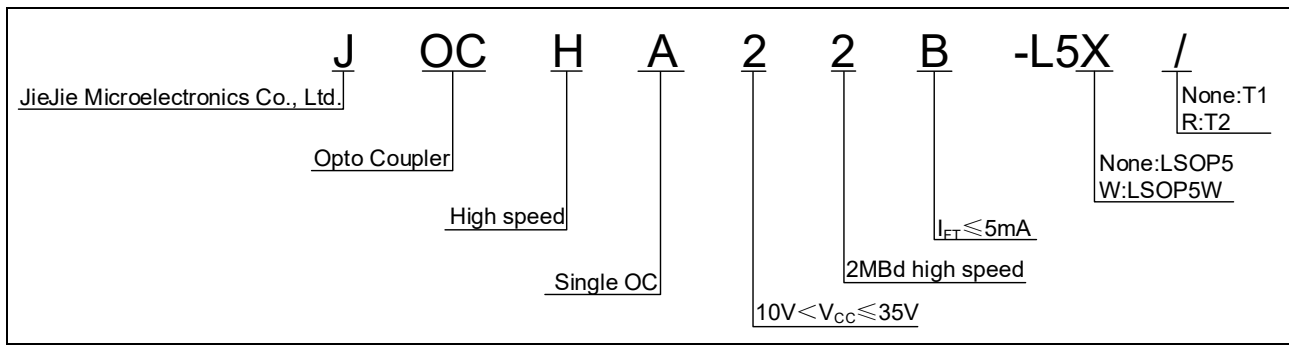 J OC H A 2 2 B -L5X /
JieJie Microelectronics Co., Ltd.
None:T1
R:T2
Opto Coupler
None:LSOP5
W:LSOP5W
High speed
I_FT≤5mA
Single OC
2MBd high speed
10V<V_CC≤35V